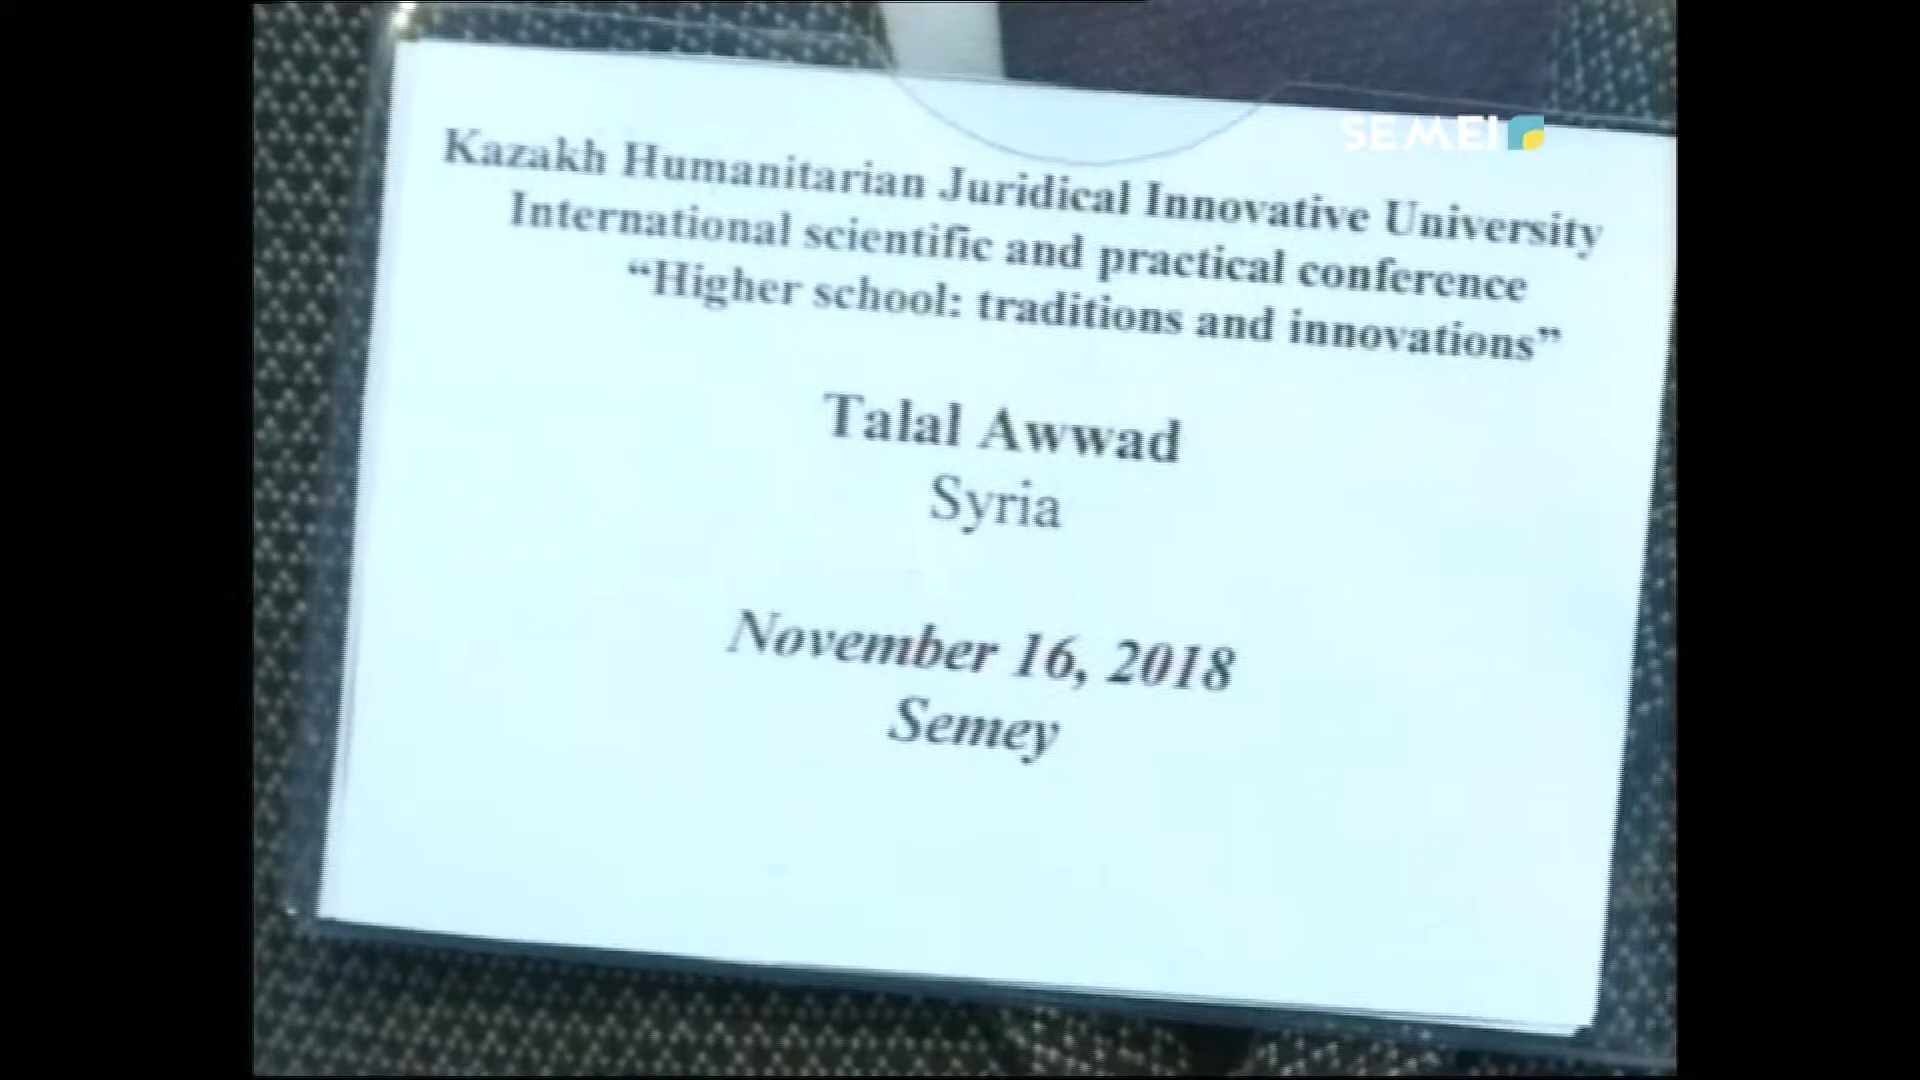 SEMEI
Kazakh Humanitarian Juridical Innovative University
International scientific and practical conference
“Higher school: traditions and innovations”
Talal Awwad
Syria
November 16, 2018
Semey